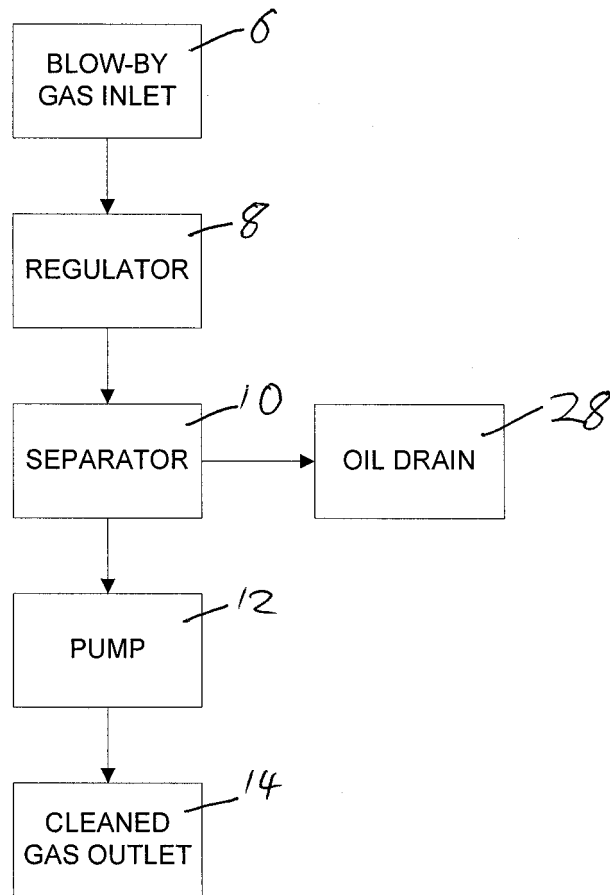 6
BLOW-BY
GAS INLET
8
REGULATOR
10
SEPARATOR
28
OIL DRAIN
12
PUMP
14
CLEANED
GAS OUTLET